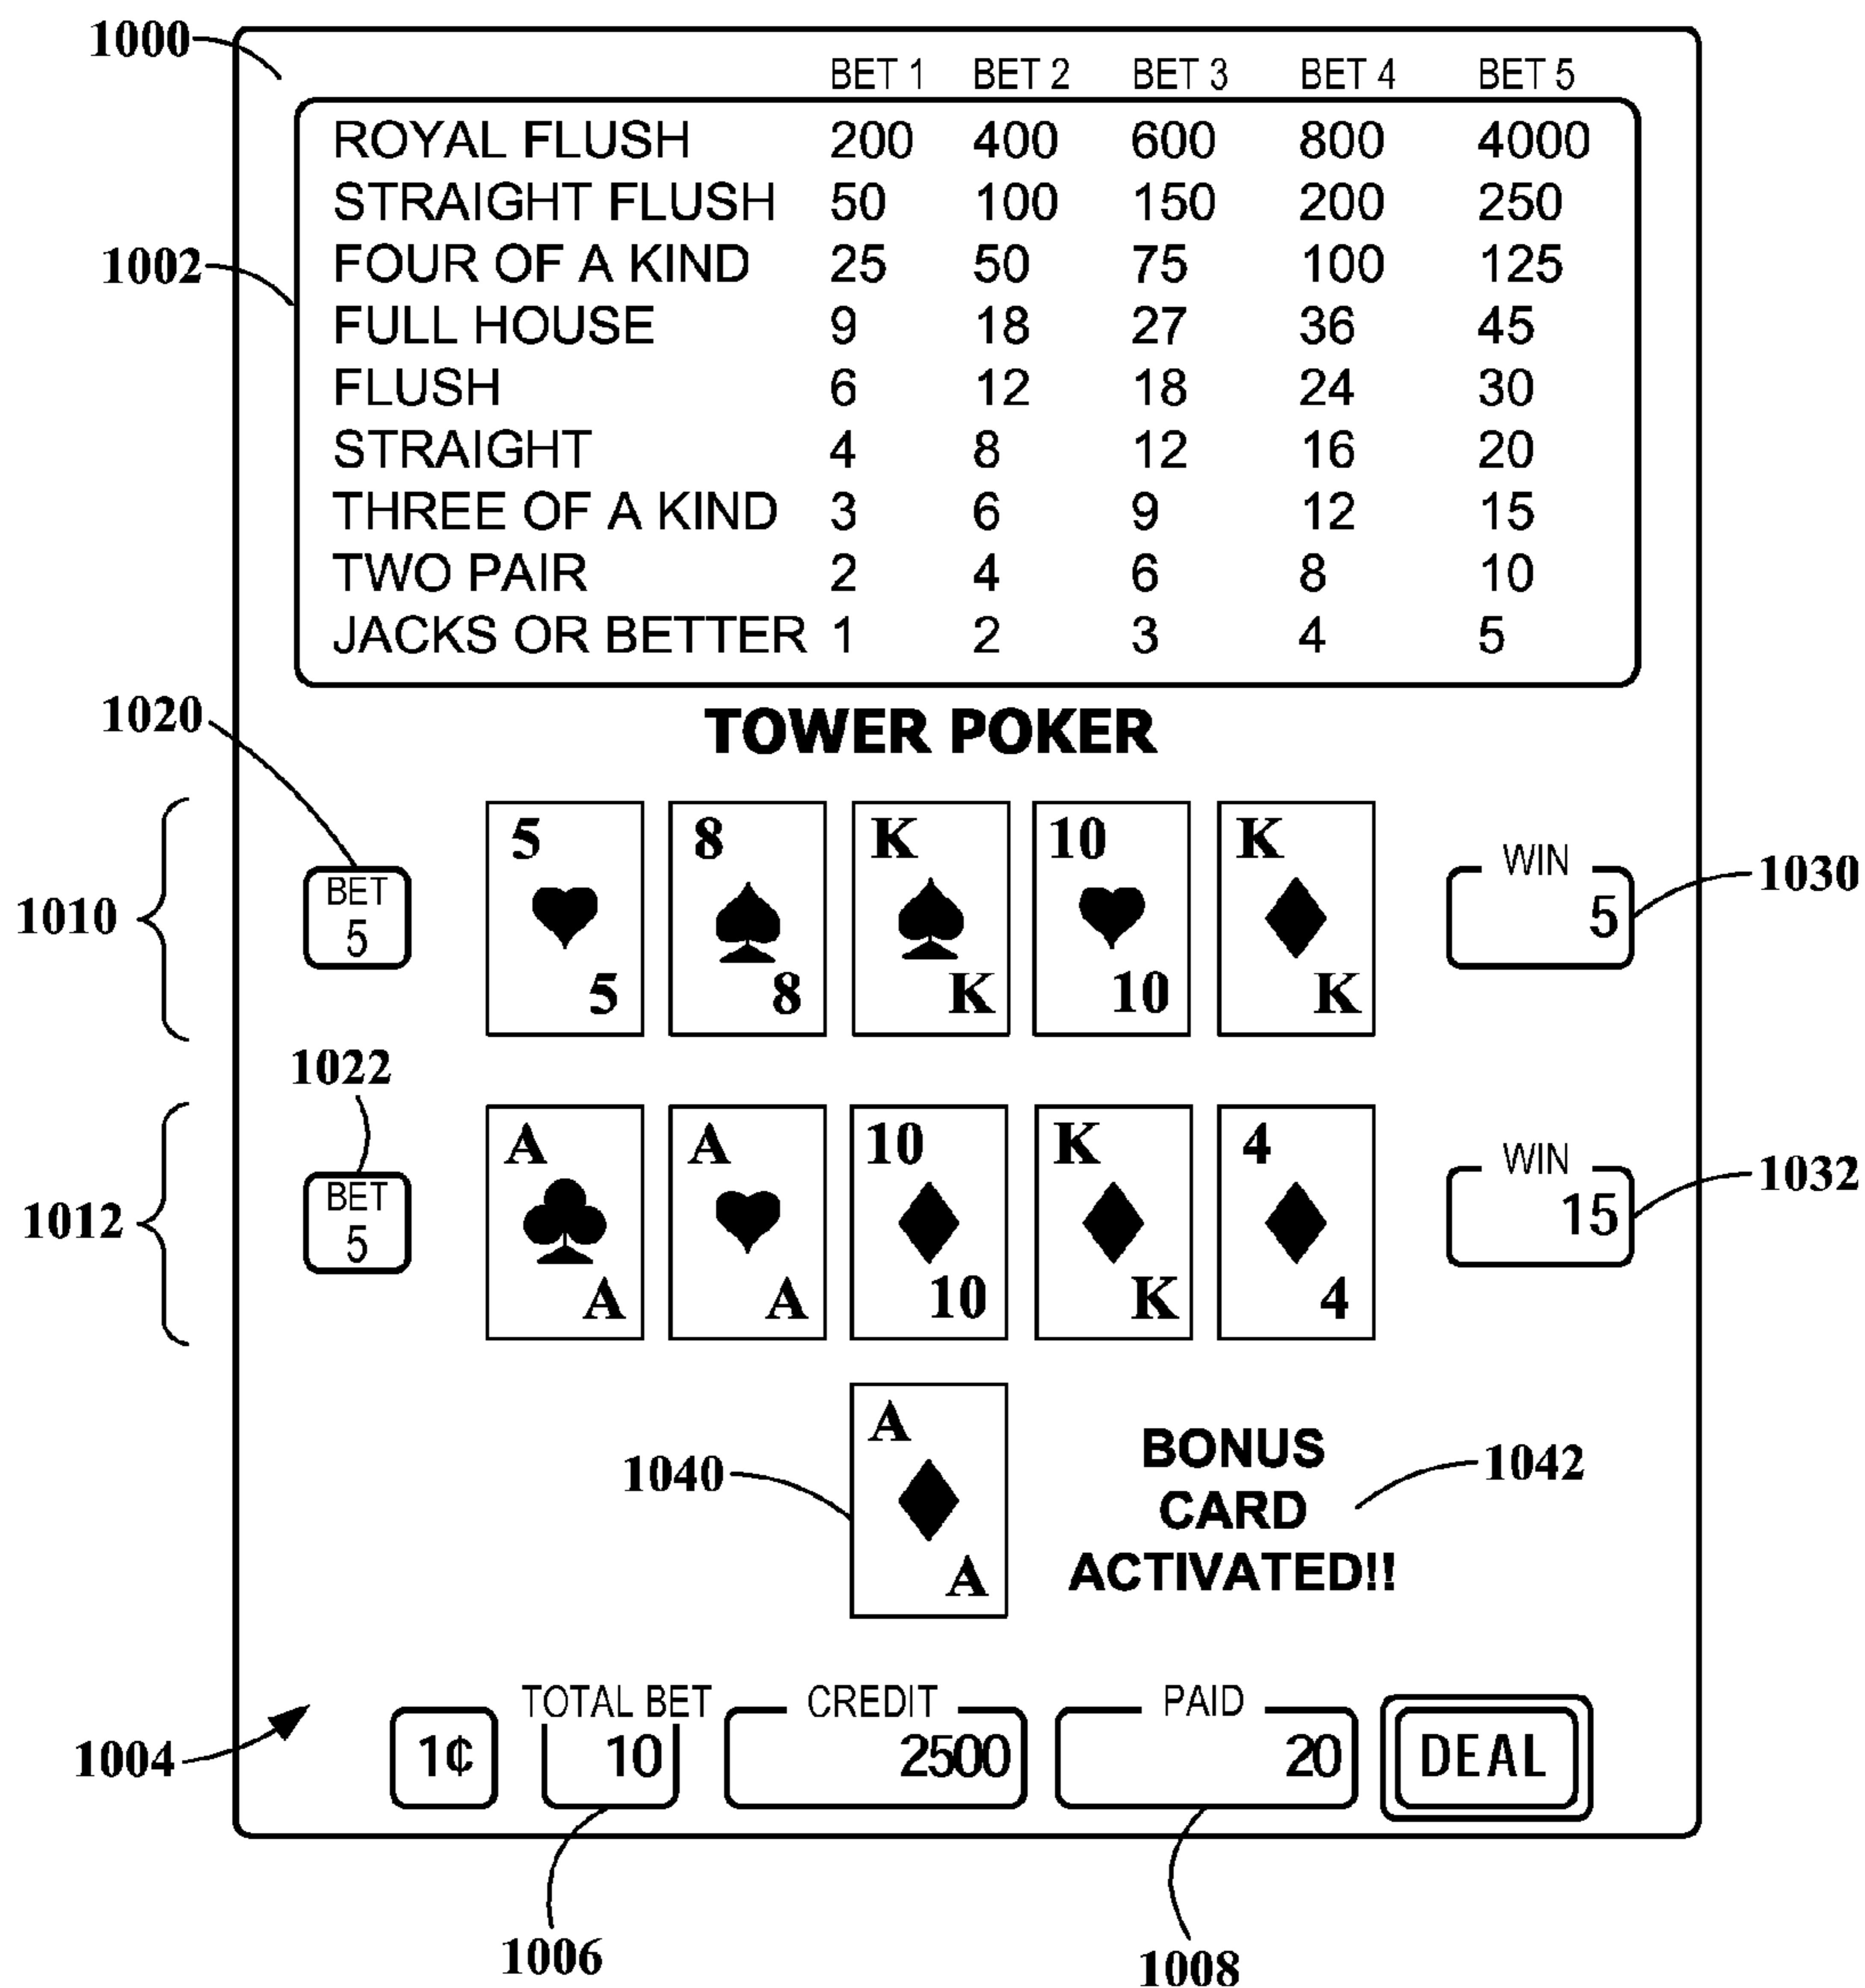 1000
BET 1 BET 2 BET 3 BET 4 BET 5
ROYAL FLUSH 200 400 600 800 4000
STRAIGHT FLUSH 50 100 150 200 250
1002 FOUR OF A KIND 25 50 75 100 125
FULL HOUSE 9 18 27 36 45
FLUSH 6 12 18 24 30
STRAIGHT 4 8 12 16 20
THREE OF A KIND 3 6 9 12 15
TWO PAIR 2 4 6 8 10
JACKS OR BETTER 1 2 3 4 5
1020
TOWER POKER
5 8 K 10 K
WIN
1030
BET
1010 5 5
5 8 K 10 K
1022
A A 10 K 4
WIN
1032
BET
1012 5 15
A A 10 K 4
A
BONUS
1040 1042
CARD
ACTIVATED!!
A
TOTAL BET CREDIT PAID
1004 1¢ 10 2500 20 DEAL
1006 1008